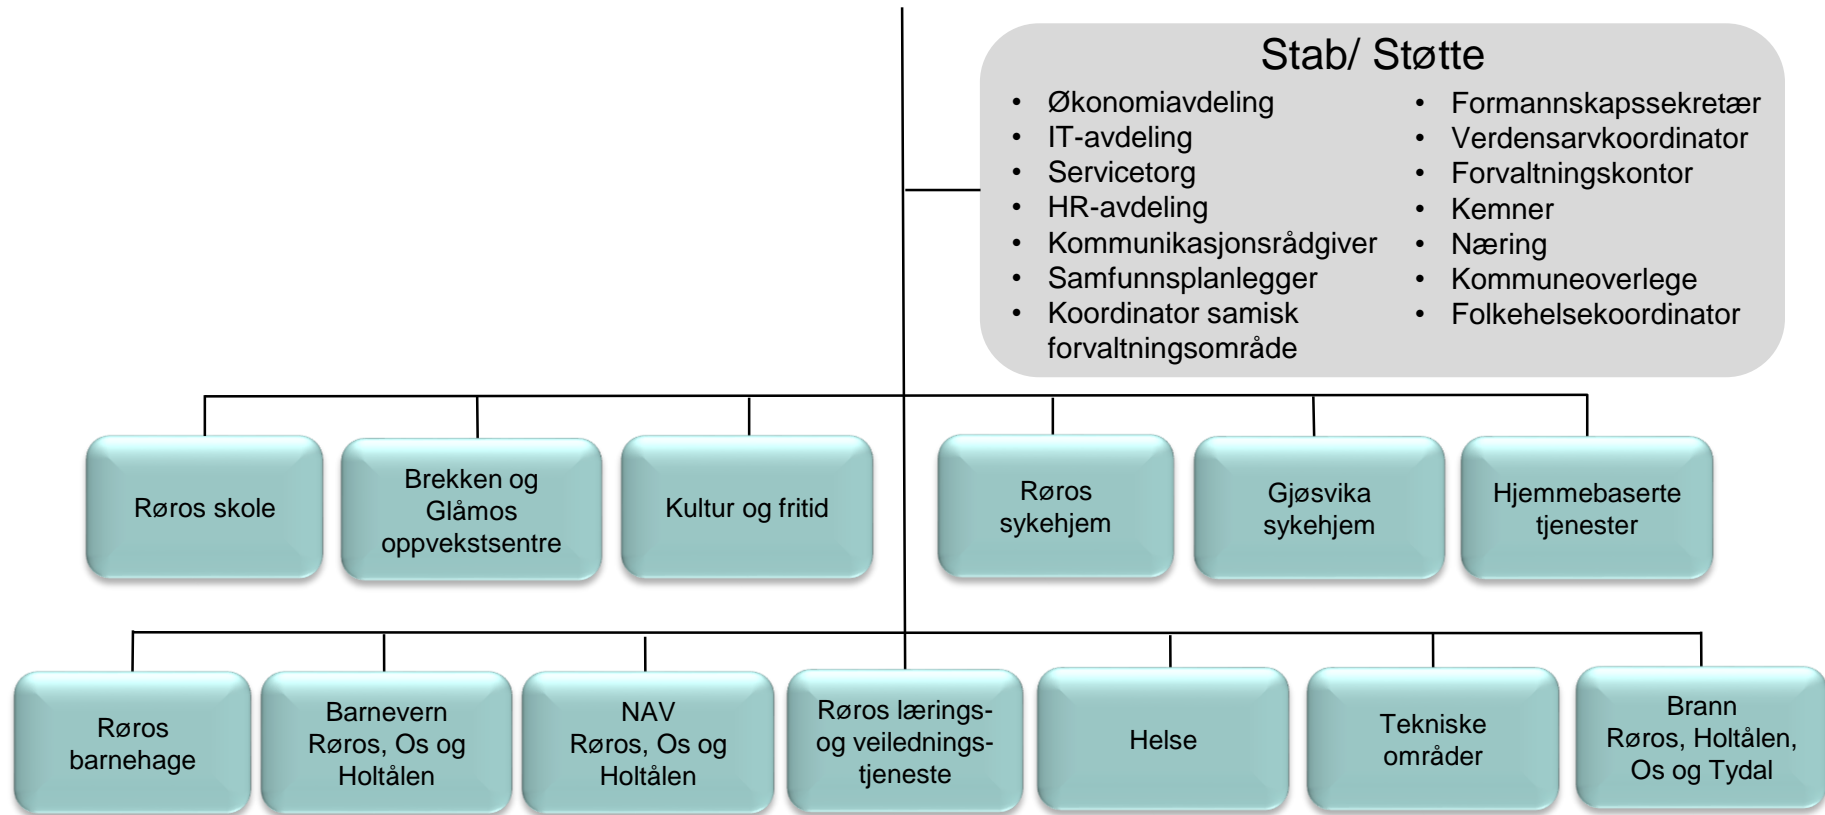 Stab/ Støtte
• Økonomiavdeling
• IT-avdeling
• Servicetorg
• HR-avdeling
• Kommunikasjonsrådgiver
• Samfunnsplanlegger
• Koordinator samisk
forvaltningsområde
• Formannskapssekretær
• Verdensarvkoordinator
• Forvaltningskontor
• Kemner
• Næring
• Kommuneoverlege
• Folkehelsekoordinator
Røros skole
Brekken og
Glåmos
oppvekstsentre
Kultur og fritid
Røros
sykehjem
Gjøsvika
sykehjem
Hjemmebaserte
tjenester
Røros
barnehage
Barnevern
Røros, Os og
Holtålen
NAV
Røros, Os og
Holtålen
Røros lærings-
og veilednings-
tjeneste
Helse
Tekniske
områder
Brann
Røros, Holtålen,
Os og Tydal